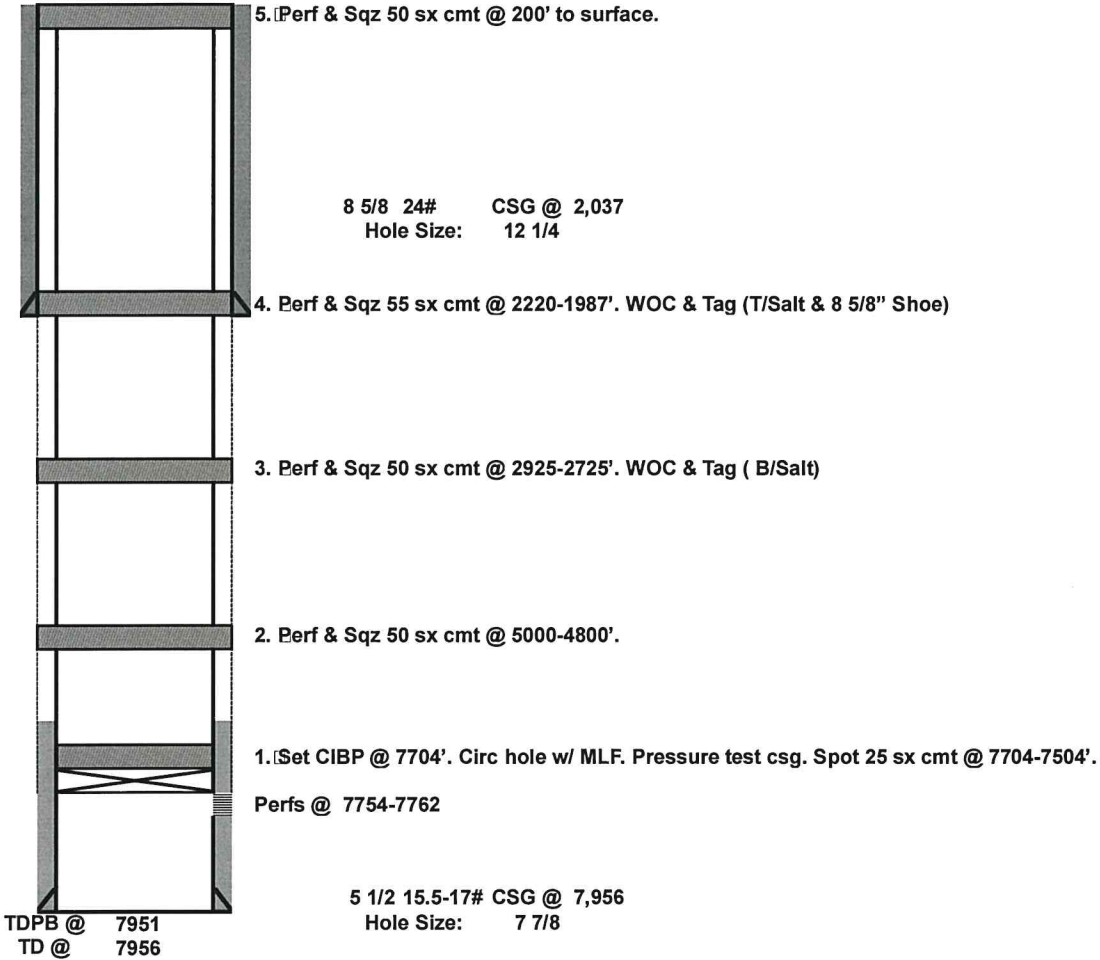 5. Perf & Sqz 50 sx cmt @ 200' to surface.
8 5/8 24# CSG @ 2,037
Hole Size: 12 1/4
4. Perf & Sqz 55 sx cmt @ 2220-1987'. WOC & Tag (T/Salt & 8 5/8” Shoe)
3. Perf & Sqz 50 sx cmt @ 2925-2725'. WOC & Tag ( B/Salt)
2. Perf & Sqz 50 sx cmt @ 5000-4800'.
1. Set CIBP @ 7704'. Circ hole w/ MLF. Pressure test csg. Spot 25 sx cmt @ 7704-7504'.
Perfs @ 7754-7762
5 1/2 15.5-17# CSG @ 7,956
Hole Size: 7 7/8
TDPB @ 7951
TD @ 7956